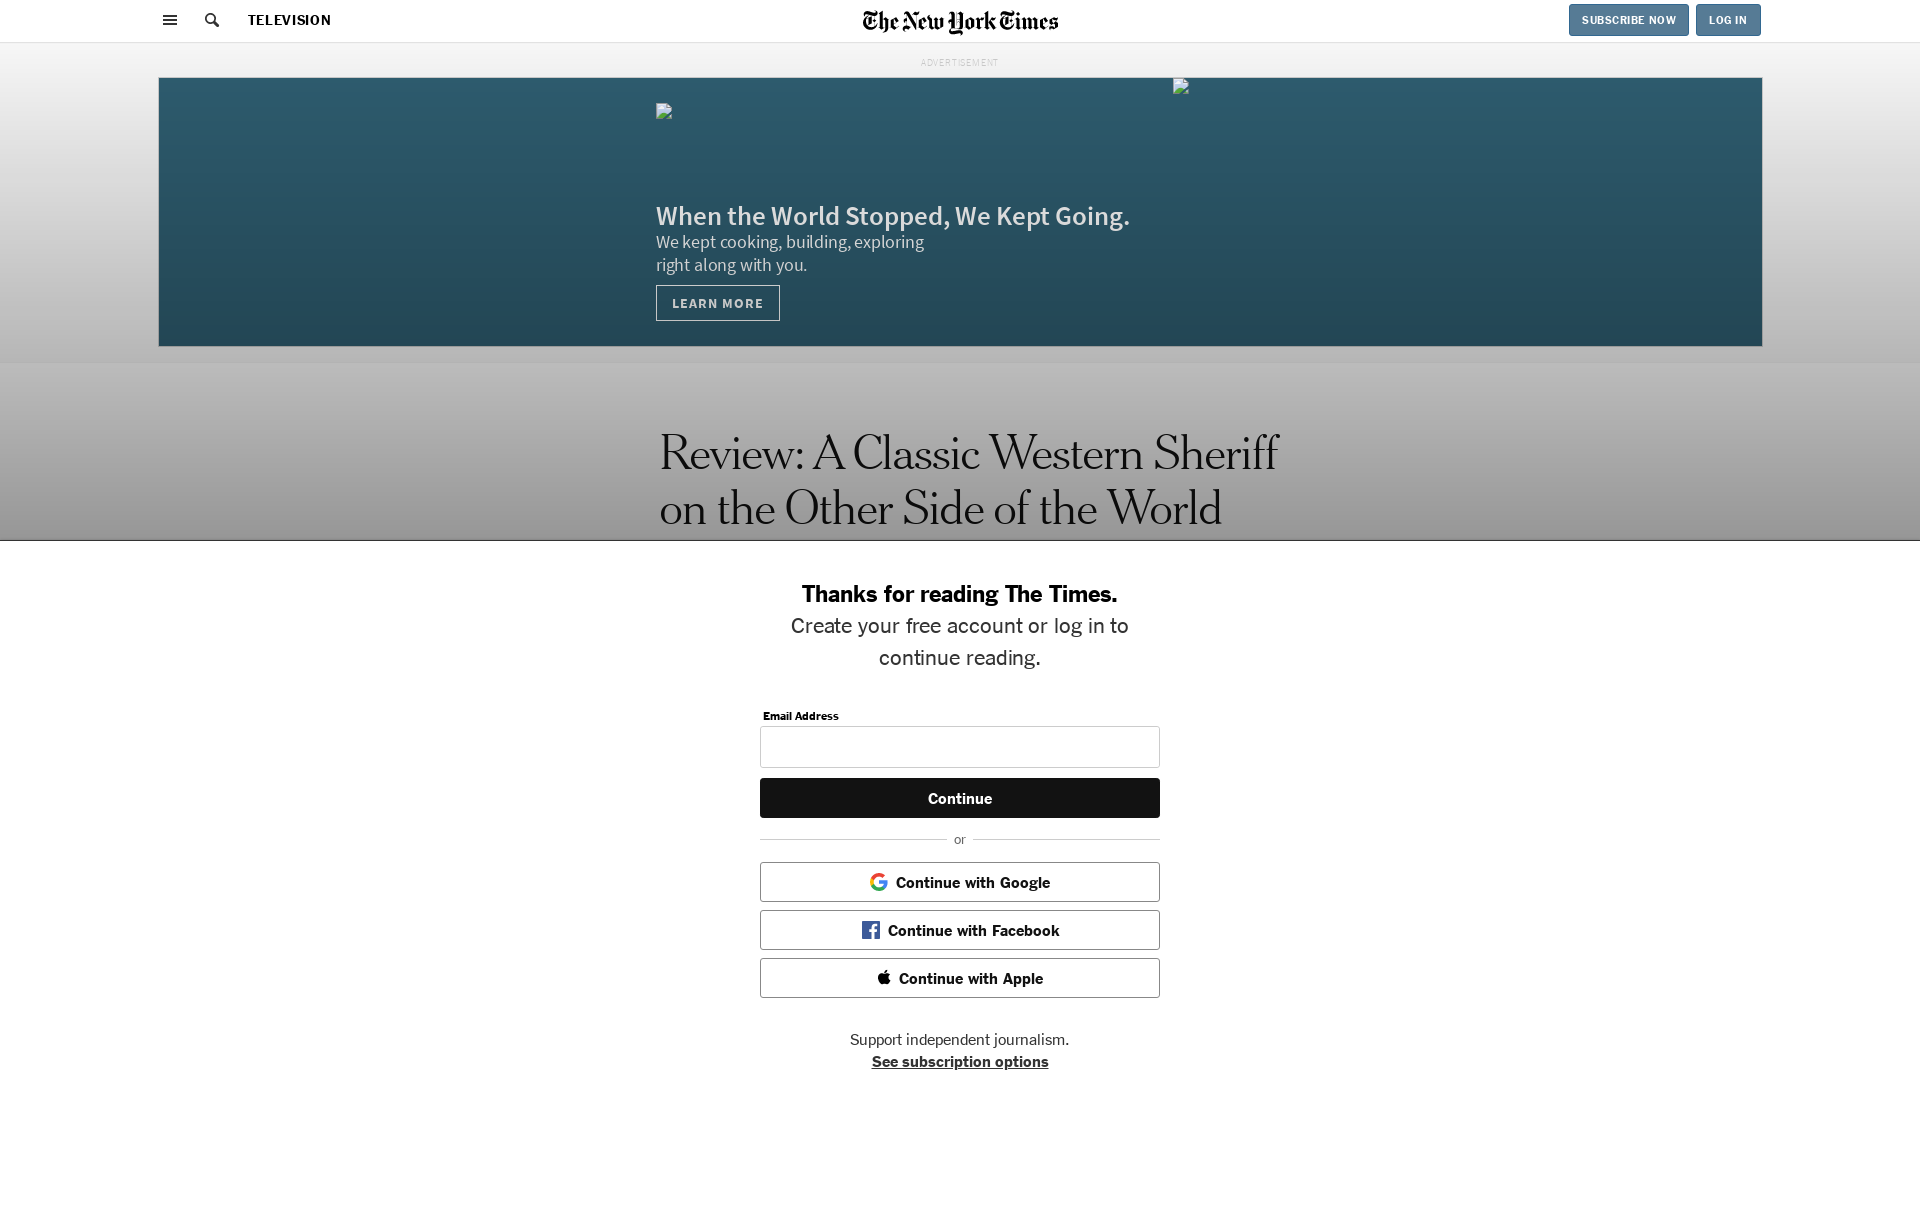 TELEVISION
The New York Times
SUBSCRIBE NOW
LOG IN
ADVERTISEMENT
When the World Stopped, We Kept Going.
We kept cooking, building, exploring
right along with you.
LEARN MORE
Review: A Classic Western Sheriff
on the Other Side of the World
Thanks for reading The Times.
Create your free account or log in to
continue reading.
Email Address
Continue
or
Continue with Google
Continue with Facebook
Continue with Apple
Support independent journalism.
See subscription options